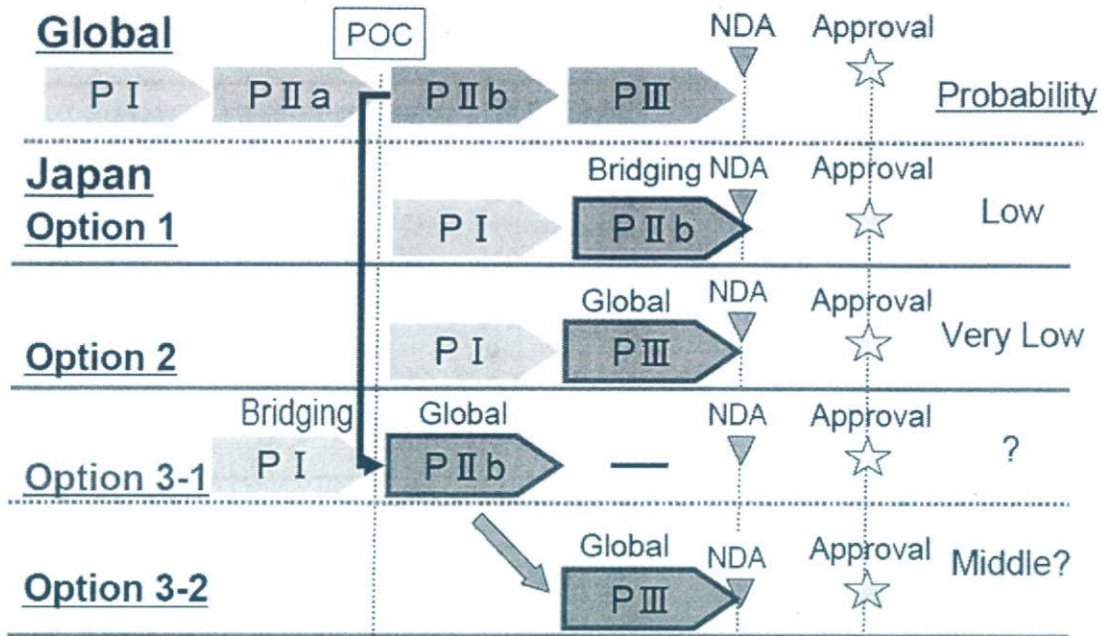 Global
POC
NDA
Approval
P I
P II a
P II b
P III
Probability
Japan
Bridging
NDA
Approval
Option 1
P I
P II b
Low
Global
NDA
Approval
Option 2
P I
P III
Very Low
Bridging
Global
NDA
Approval
Option 3-1
P I
P II b
—
?
Global
NDA
Approval
Option 3-2
P III
Middle?